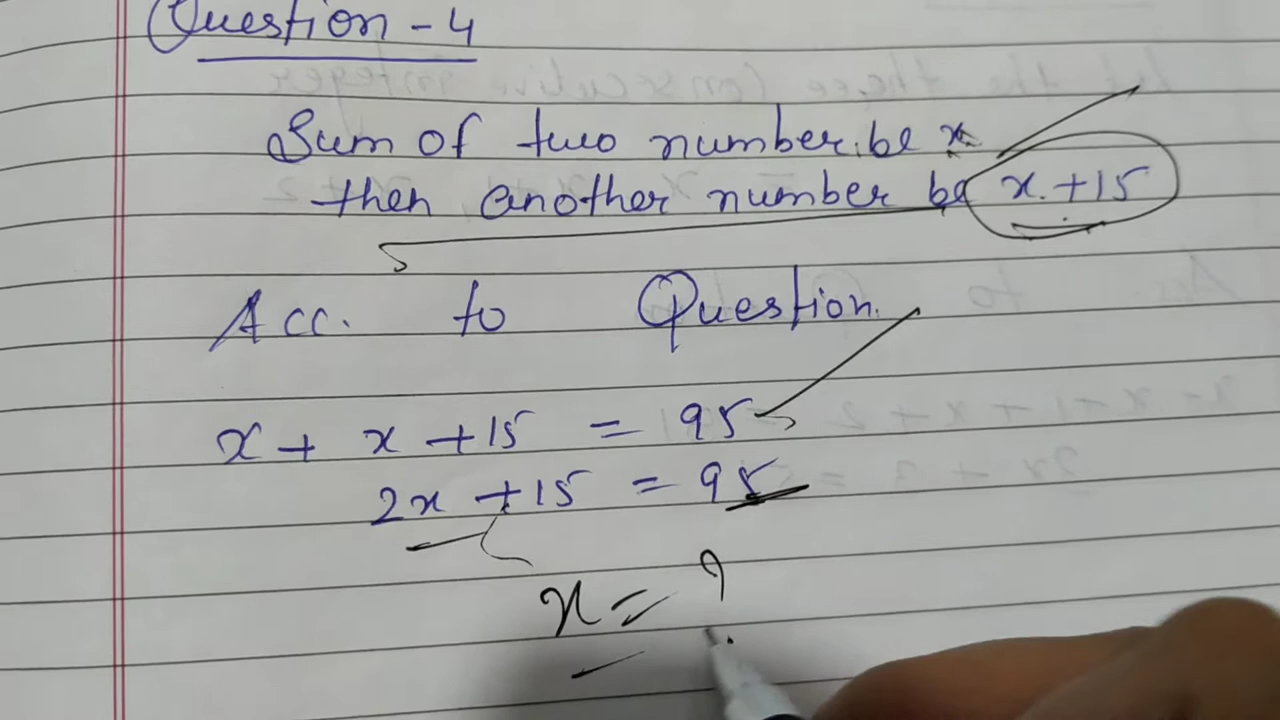 Question - 4
Sum of two number be x
then another number be x + 15
Acc. to Question.
x + x + 15 = 95
2x + 15 = 95
x = ?